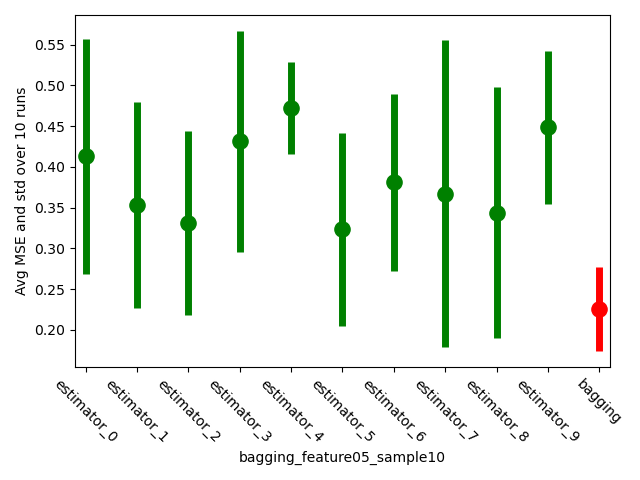 Avg MSE and std over 10 runs
0.55
0.50
0.45
0.40
0.35
0.30
0.25
0.20
estimator_0
estimator_1
estimator_2
estimator_3
estimator_4
estimator_5
estimator_6
estimator_7
estimator_8
estimator_9
bagging
bagging_feature05_sample10